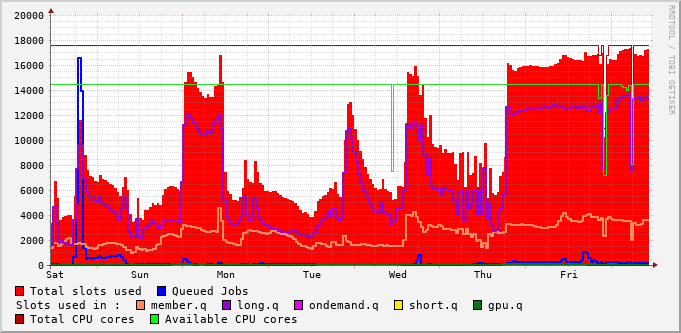 20000
18000
16000
14000
12000
10000
8000
6000
4000
2000
0
Sat Sun Mon Tue Wed Thu Fri
RRDTOOL / TOBI OETIKER
Total slots used Queued Jobs
Slots used in : member.q long.q ondemand.q short.q gpu.q
Total CPU cores Available CPU cores